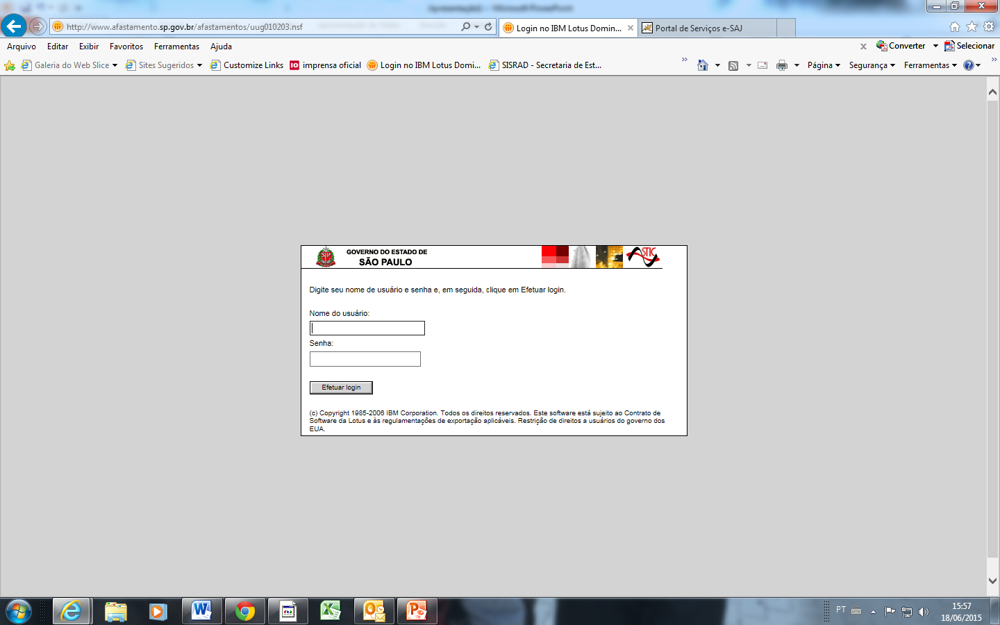 Apresentação1 - Microsoft PowerPoint
http://www.afastamento.sp.gov.br/afastamentos/uug010203.nsf
Login no IBM Lotus Domin...
Portal de Serviços e-SAJ
Arquivo Editar Exibir Favoritos Ferramentas Ajuda
x Converter Selecionar
Galeria do Web Slice Sites Sugeridos Customize Links IO imprensa oficial Login no IBM Lotus Domi... SISRAD - Secretaria de Est...
» Página Segurança Ferramentas »
GOVERNO DO ESTADO DE
SÃO PAULO
STIC
Digite seu nome de usuário e senha e, em seguida, clique em Efetuar login.
Nome do usuário:
Senha:
Efetuar login
(c) Copyright 1985-2006 IBM Corporation. Todos os direitos reservados. Este software está sujeito ao Contrato de
Software da Lotus e às regulamentações de exportação aplicáveis. Restrição de direitos a usuários do governo dos
EUA.
PT
15:57
18/06/2015